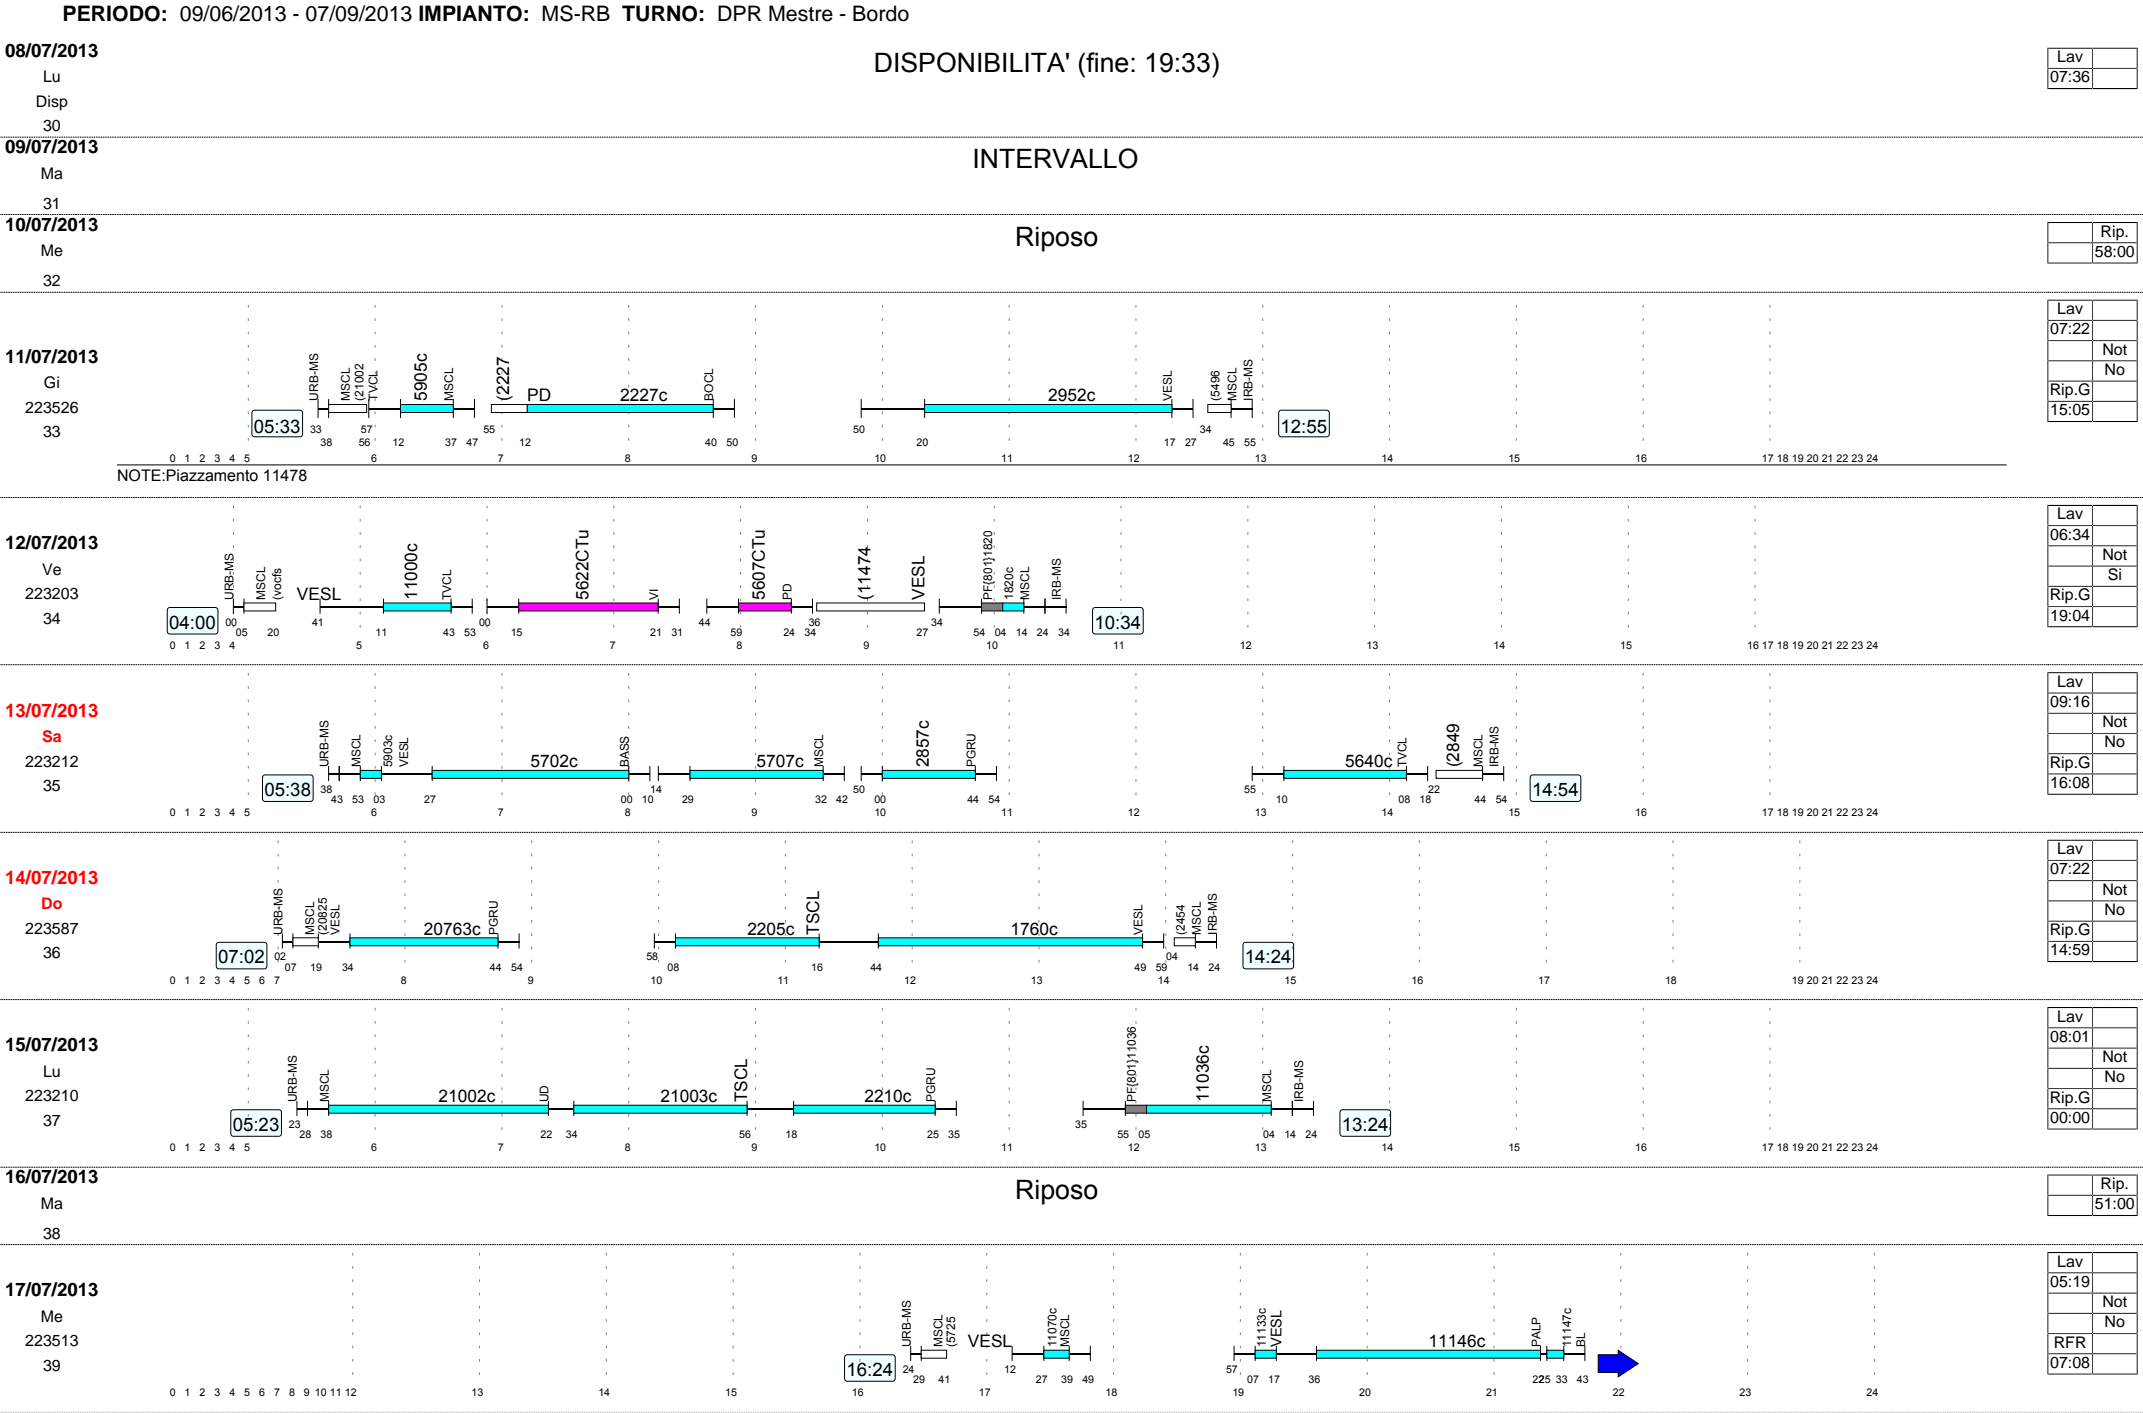 PERIODO: 09/06/2013 - 07/09/2013 IMPIANTO: MS-RB TURNO: DPR Mestre - Bordo
08/07/2013
Lu
Disp
30
DISPONIBILITA' (fine: 19:33)
Lav
07:36
09/07/2013
Ma
31
INTERVALLO
10/07/2013
Me
32
Riposo
Rip.
58:00
11/07/2013
Gi
223526
33
05:33
URB-MS MSCL (21002 TVCL 5905c MSCL (2227 PD 2227c BOCL 2952c VESL (5496 MSCL IRB-MS
12:55
33 57 55 50 34
38 56 12 37 47 12 40 50 20 17 27 45 55
0 1 2 3 4 5 6 7 8 9 10 11 12 13 14 15 16 17 18 19 20 21 22 23 24
NOTE:Piazzamento 11478
Lav
07:22
Not
No
Rip.G
15:05
12/07/2013
Ve
223203
34
04:00
URB-MS MSCL (vocfs VESL 11000c TVCL 5622CTu VI 5607CTu PD (11474 VESL PF{801}1820 1820c MSCL IRB-MS
10:34
00 41 00 44 36 34
05 20 11 43 53 15 21 31 59 24 34 27 54 04 14 24 34
0 1 2 3 4 5 6 7 8 9 10 11 12 13 14 15 16 17 18 19 20 21 22 23 24
Lav
06:34
Not
Si
Rip.G
19:04
13/07/2013
Sa
223212
35
05:38
URB-MS MSCL 5903c VESL 5702c BASS 5707c MSCL 2857c PGRU 5640c TVCL (2849 MSCL IRB-MS
14:54
38 14 50 55 22
43 53 03 27 00 10 29 32 42 00 44 54 10 08 18 44 54
0 1 2 3 4 5 6 7 8 9 10 11 12 13 14 15 16 17 18 19 20 21 22 23 24
Lav
09:16
Not
No
Rip.G
16:08
14/07/2013
Do
223587
36
07:02
URB-MS MSCL (20825 VESL 20763c PGRU 2205c TSCL 1760c VESL (2454 MSCL IRB-MS
14:24
02 58 04
07 19 34 44 54 08 16 44 49 59 14 24
0 1 2 3 4 5 6 7 8 9 10 11 12 13 14 15 16 17 18 19 20 21 22 23 24
Lav
07:22
Not
No
Rip.G
14:59
15/07/2013
Lu
223210
37
05:23
URB-MS MSCL 21002c UD 21003c TSCL 2210c PGRU PF{801}11036 11036c MSCL IRB-MS
13:24
23 35
28 38 22 34 56 18 25 35 55 05 04 14 24
0 1 2 3 4 5 6 7 8 9 10 11 12 13 14 15 16 17 18 19 20 21 22 23 24
Lav
08:01
Not
No
Rip.G
00:00
16/07/2013
Ma
38
Riposo
Rip.
51:00
17/07/2013
Me
223513
39
16:24
URB-MS MSCL (5725 VESL 11070c MSCL 11133c VESL 11146c PALP 11147c BL
24 12 57
29 41 27 39 49 07 17 36 22 25 33 43
0 1 2 3 4 5 6 7 8 9 10 11 12 13 14 15 16 17 18 19 20 21 22 23 24
Lav
05:19
Not
No
RFR
07:08